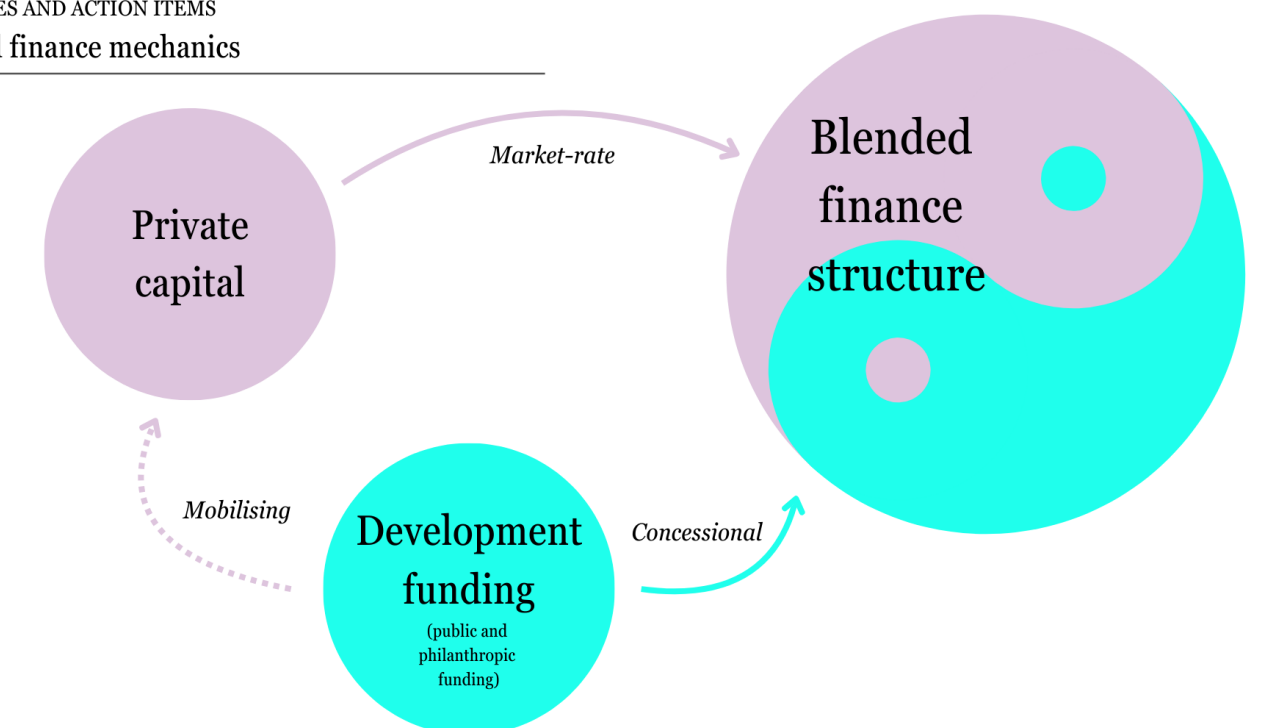 AND ACTION ITEMS
finance mechanics
Market-rate
Private
capital
Blended
finance
structure
Mobilising
Development
funding
(public and
philanthropic
funding)
Concessional